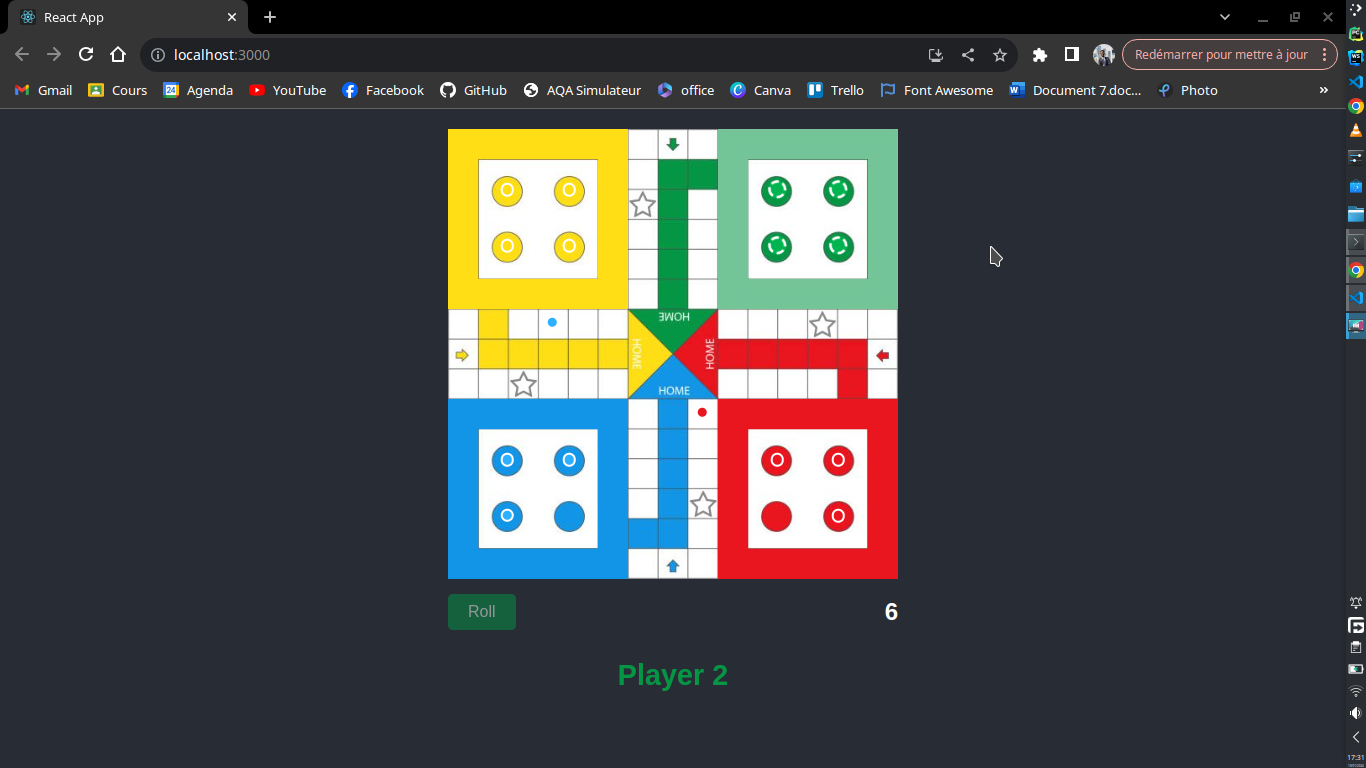 React App
localhost:3000
Redémarrer pour mettre à jour
Gmail Cours Agenda YouTube Facebook GitHub AQA Simulateur office Canva Trello Font Awesome Document 7.doc... Photo »
HOME
HOME
HOME
HOME
Roll
6
Player 2
17:31